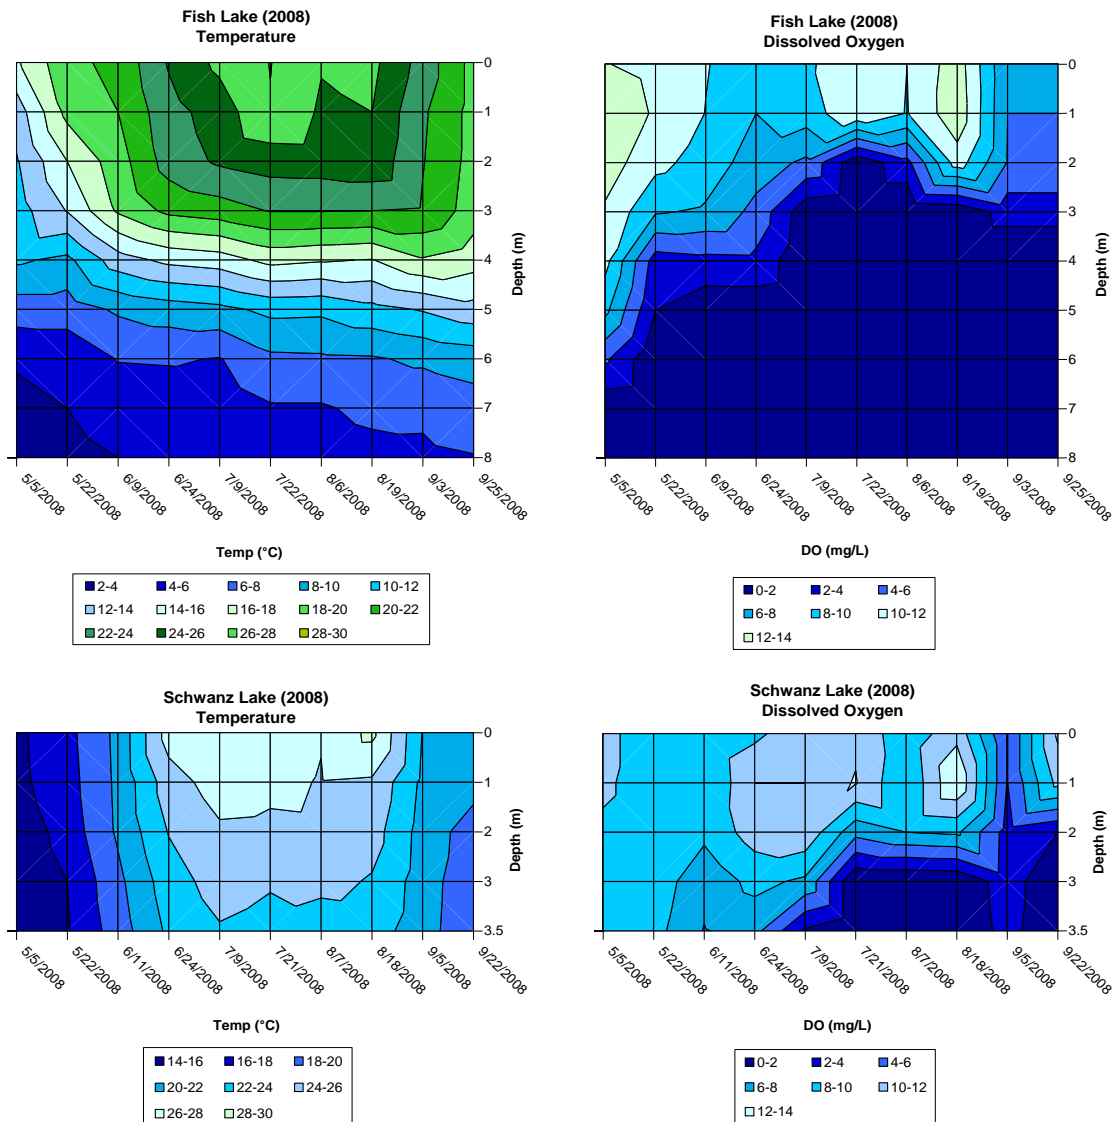 Fish Lake (2008)
Temperature
0
1
2
3
4
5
6
7
8
Depth (m)
5/5/2008
5/22/2008
6/9/2008
6/24/2008
7/9/2008
7/22/2008
8/6/2008
8/19/2008
9/3/2008
9/25/2008
Temp (°C)
2-4 4-6 6-8 8-10 10-12
12-14 14-16 16-18 18-20 20-22
22-24 24-26 26-28 28-30
Fish Lake (2008)
Dissolved Oxygen
0
1
2
3
4
5
6
7
8
Depth (m)
5/5/2008
5/22/2008
6/9/2008
6/24/2008
7/9/2008
7/22/2008
8/6/2008
8/19/2008
9/3/2008
9/25/2008
DO (mg/L)
0-2 2-4 4-6
6-8 8-10 10-12
12-14
Schwanz Lake (2008)
Temperature
0
1
2
3
3.5
Depth (m)
5/5/2008
5/22/2008
6/11/2008
6/24/2008
7/9/2008
7/21/2008
8/7/2008
8/18/2008
9/5/2008
9/22/2008
Temp (°C)
14-16 16-18 18-20
20-22 22-24 24-26
26-28 28-30
Schwanz Lake (2008)
Dissolved Oxygen
0
1
2
3
3.5
Depth (m)
5/5/2008
5/22/2008
6/11/2008
6/24/2008
7/9/2008
7/21/2008
8/7/2008
8/18/2008
9/5/2008
9/22/2008
DO (mg/L)
0-2 2-4 4-6
6-8 8-10 10-12
12-14